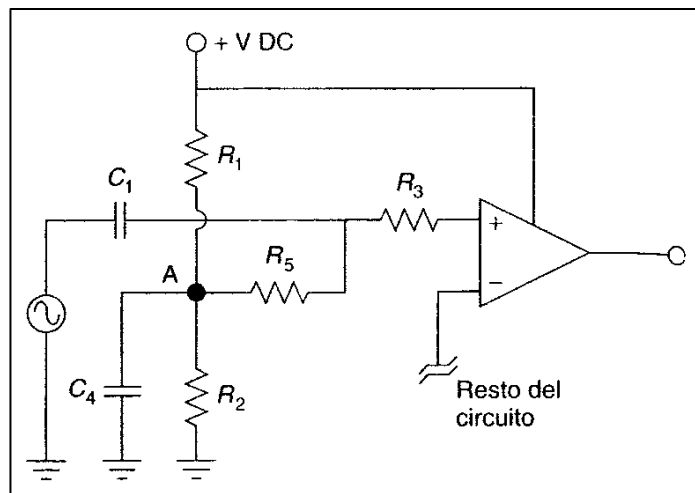 + V DC
R1
C1
R3
+
A
R5
−
C4
R2
Resto del
circuito